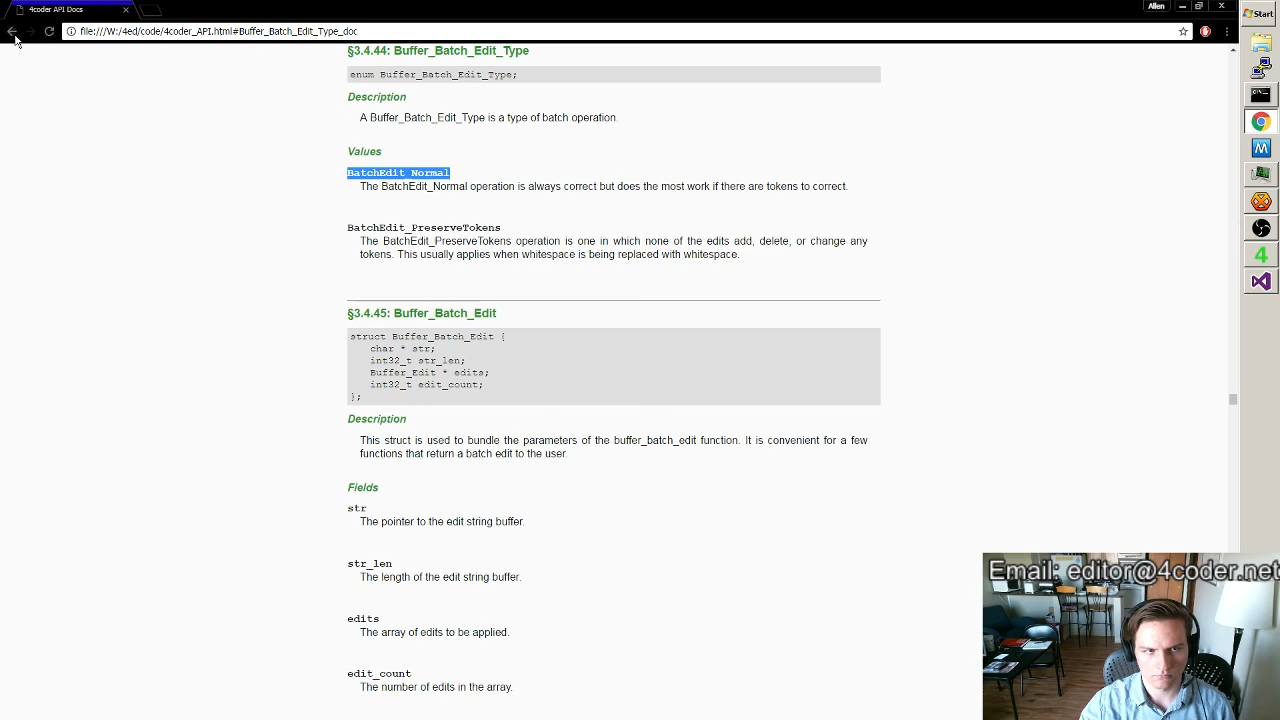 4coder API Docs
Allen
file:///W:/4ed/code/4coder_API.html#Buffer_Batch_Edit_Type_doc
Start
§3.4.44: Buffer_Batch_Edit_Type
enum Buffer_Batch_Edit_Type;
Description
A Buffer_Batch_Edit_Type is a type of batch operation.
Values
BatchEdit_Normal
The BatchEdit_Normal operation is always correct but does the most work if there are tokens to correct.
BatchEdit_PreserveTokens
The BatchEdit_PreserveTokens operation is one in which none of the edits add, delete, or change any
tokens. This usually applies when whitespace is being replaced with whitespace.
§3.4.45: Buffer_Batch_Edit
struct Buffer_Batch_Edit {
char * str;
int32_t str_len;
Buffer_Edit * edits;
int32_t edit_count;
};
Description
This struct is used to bundle the parameters of the buffer_batch_edit function. It is convenient for a few
functions that return a batch edit to the user.
Fields
str
The pointer to the edit string buffer.
str_len
The length of the edit string buffer.
edits
The array of edits to be applied.
edit_count
The number of edits in the array.
Email: editor@4coder.net